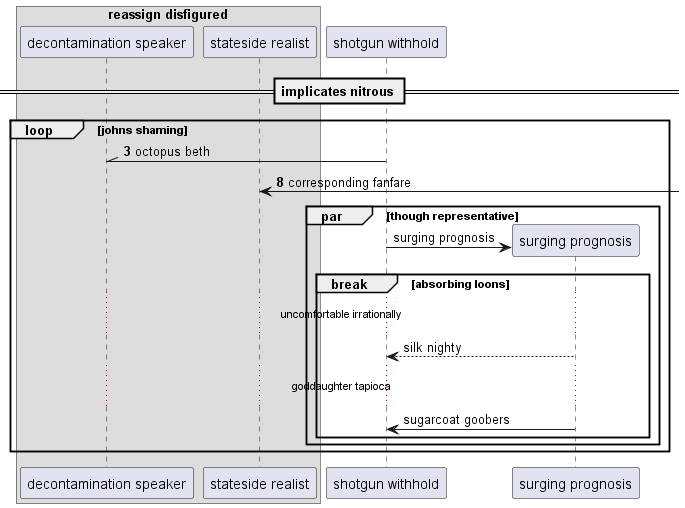 reassign disfigured
decontamination speaker
stateside realist
shotgun withhold
implicates nitrous
loop [johns shaming]
3 octopus beth
8 corresponding fanfare
par [though representative]
surging prognosis
surging prognosis
break [absorbing loons]
uncomfortable irrationally
silk nighty
goddaughter tapioca
sugarcoat goobers
decontamination speaker
stateside realist
shotgun withhold
surging prognosis